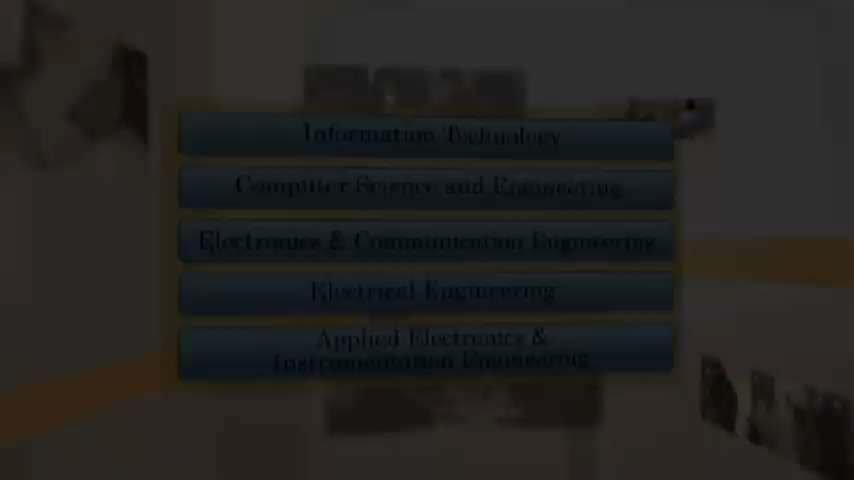 Information Technology
Computer Science and Engineering
Electronics & Communication Engineering
Electrical Engineering
Applied Electronics &
Instrumentation Engineering